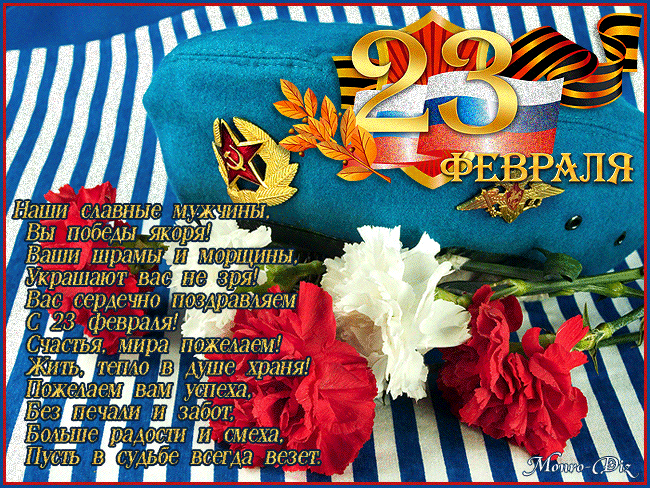 23
ФЕВРАЛЯ
Наши славные мужчины,
Вы победы якоря!
Ваши шрамы и морщины,
Украшают вас не зря!
Вас сердечно поздравляем
С 23 февраля!
Счастья, мира пожелаем!
Жить, тепло в душе храня!
Пожелаем вам успеха,
Без печали и забот,
Больше радости и смеха,
Пусть в судьбе всегда везет.
Monro-Diz